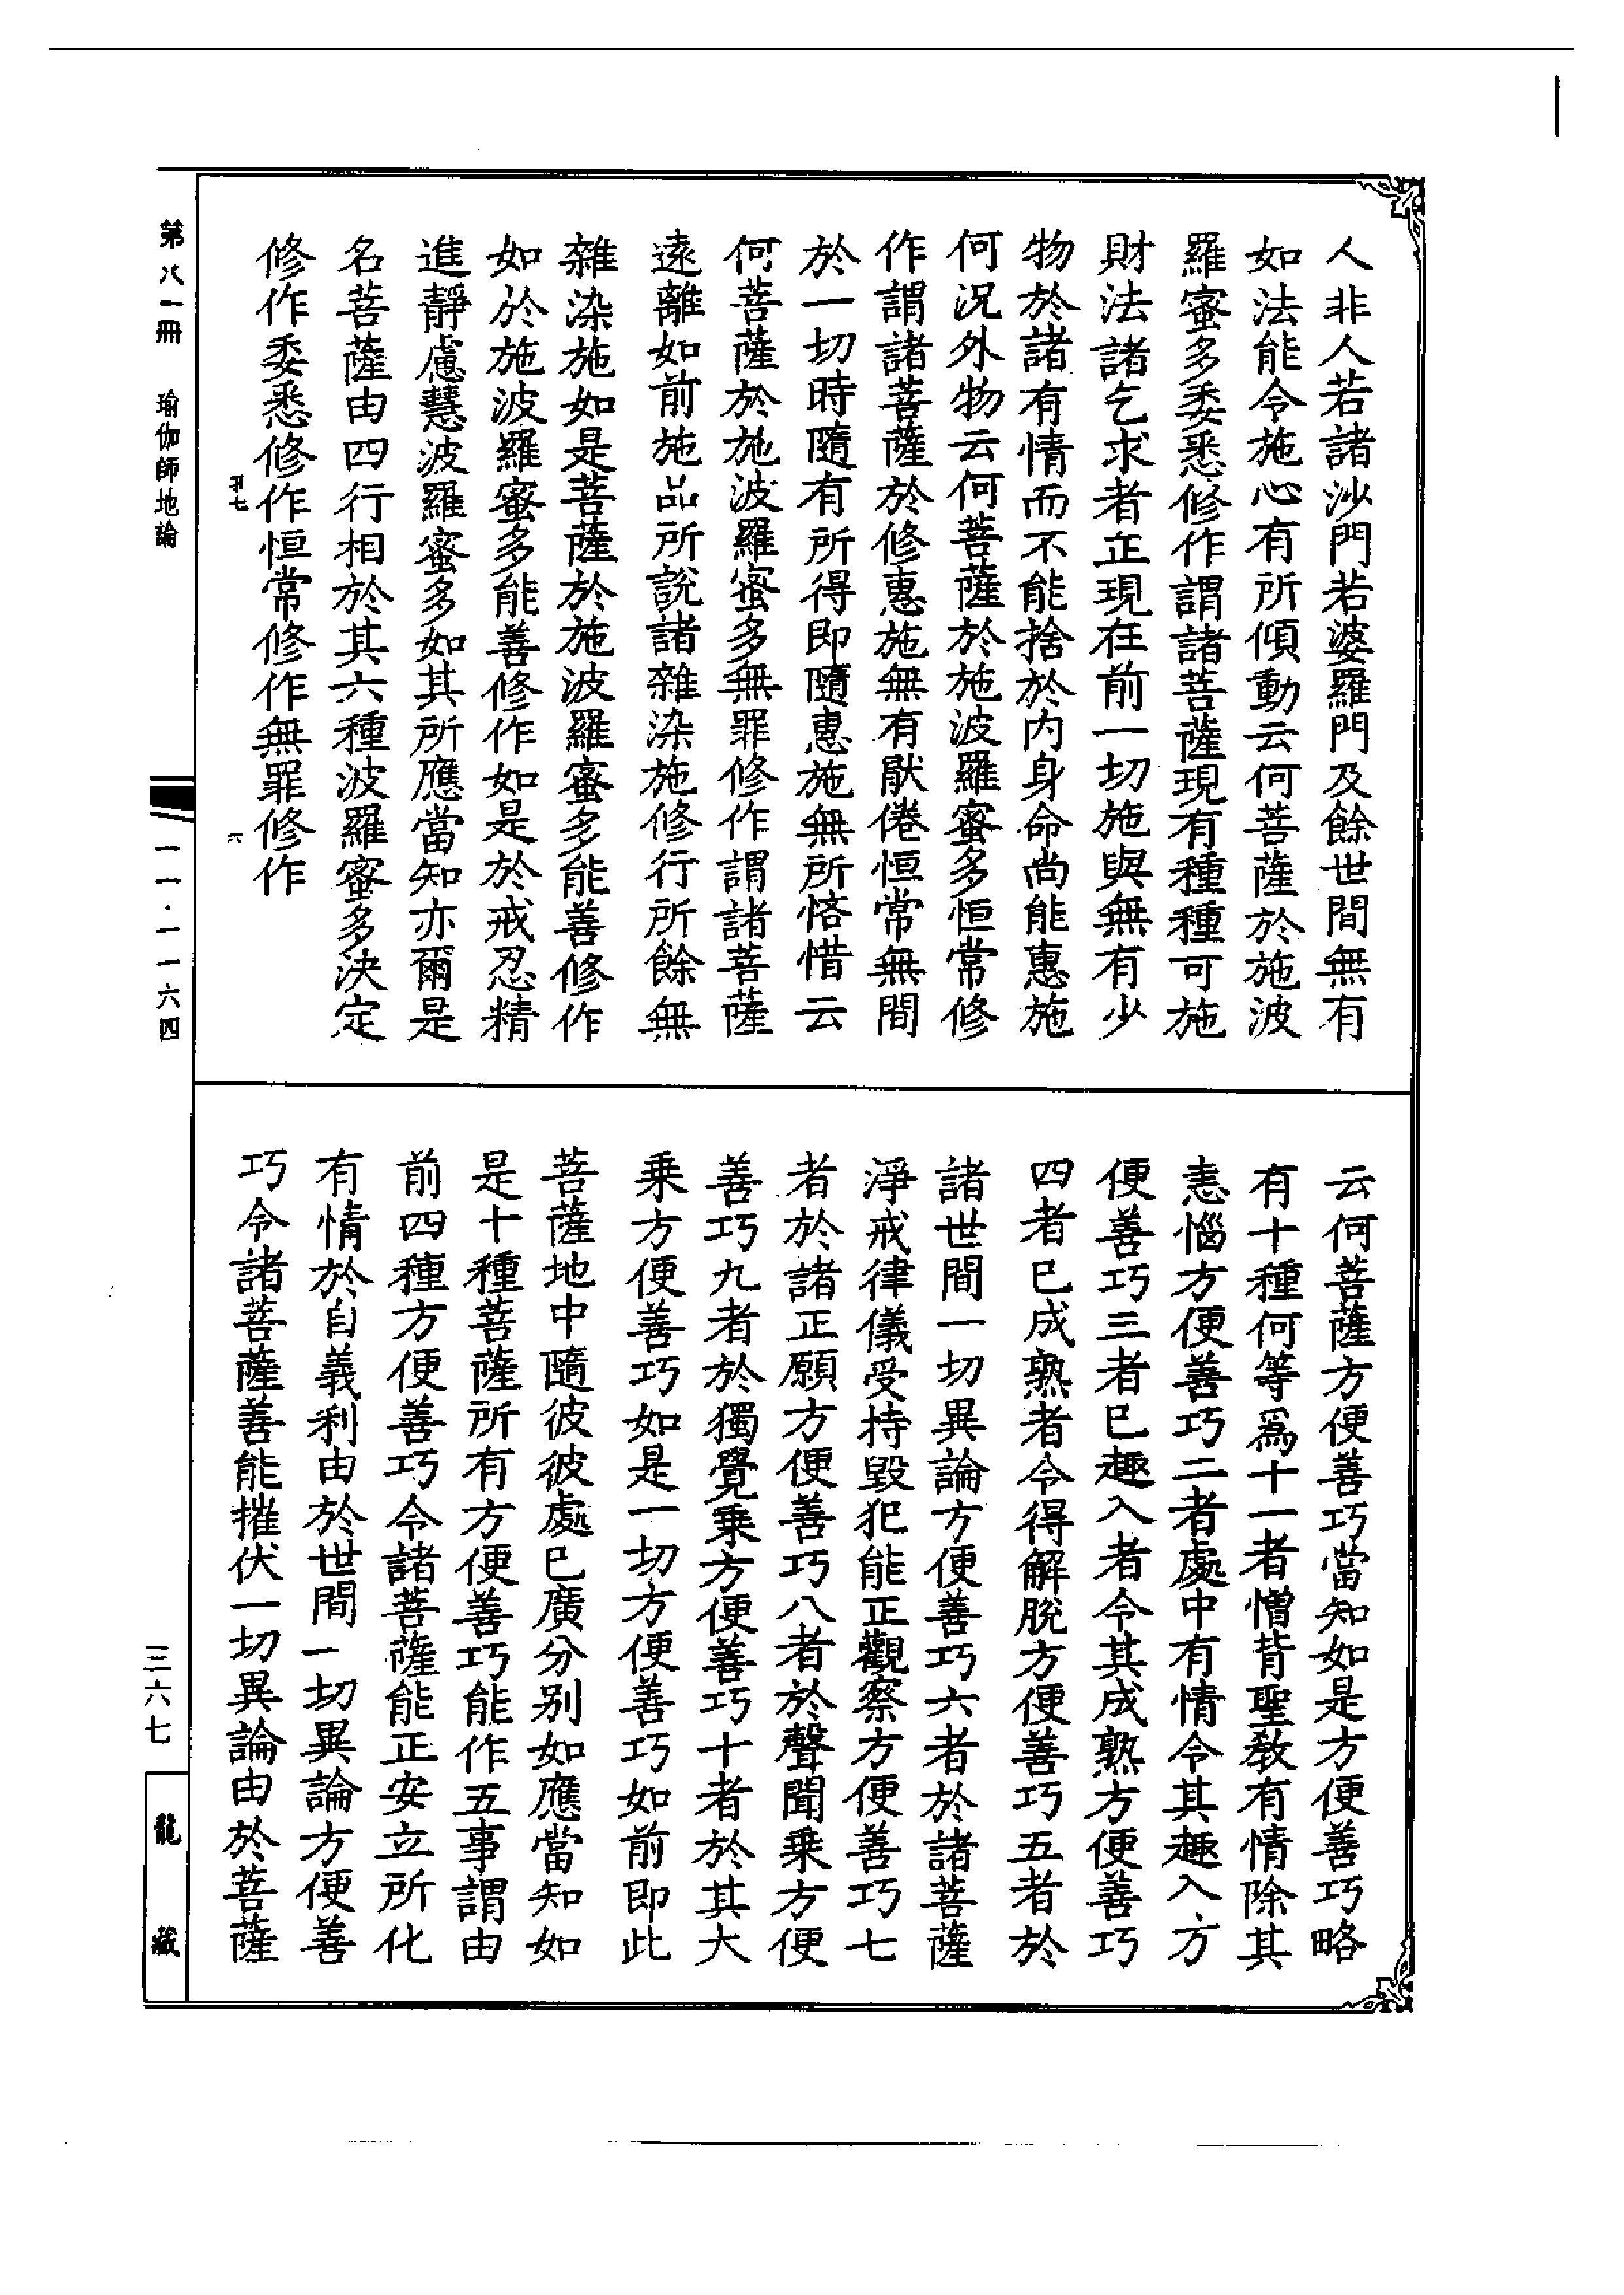 人非人若諸沙門若婆羅門及餘世間無有
如法能令施心有所傾動云何菩薩於施波
羅蜜多委悉修作謂諸菩薩現有種種可施
財法諸乞求者正現在前一切施與無有少
物於諸有情而不能捨於内身命尚能惠施
何况外物云何菩薩於施波羅蜜多恒常修
作謂諸菩薩於修惠施無有猒倦恒常無間
於一切時隨有所得即隨惠施無所悋惜云
何菩薩於施波羅蜜多無罪修作謂諸菩薩
遠離如前施品所說諸雜染施修行所餘無
雜染施如是菩薩於施波羅蜜多能善修作
如於施波羅蜜多能善修作如是於戒忍精
進靜慮慧波羅蜜多如其所應當知亦爾是
名菩薩由四行相於其六種波羅蜜多決定
修作委悉修作恒常修作無罪修作
云何菩薩方便善巧當知如是方便善巧略
有十種何等爲十一者憎背聖教有情除其
恚惱方便善巧二者處中有情令其趣入方
便善巧三者已趣入者令其成熟方便善巧
四者已成熟者令得解脫方便善巧五者於
諸世間一切異論方便善巧六者於諸菩薩
淨戒律儀受持毀犯能正觀察方便善巧七
者於諸正願方便善巧八者於聲聞乗方便
善巧九者於獨覺乗方便善巧十者於其大
乗方便善巧如是一切方便善巧如前即此
菩薩地中隨彼彼處已廣分别如應當知如
是十種菩薩所有方便善巧能作五事謂由
前四種方便善巧令諸菩薩能正安立所化
有情於自義利由於世間一切異論方便善
巧令諸菩薩善能摧伏一切異論由於菩薩
第八一冊 瑜伽師地論
六
一一·一一六四
三六七
龍藏